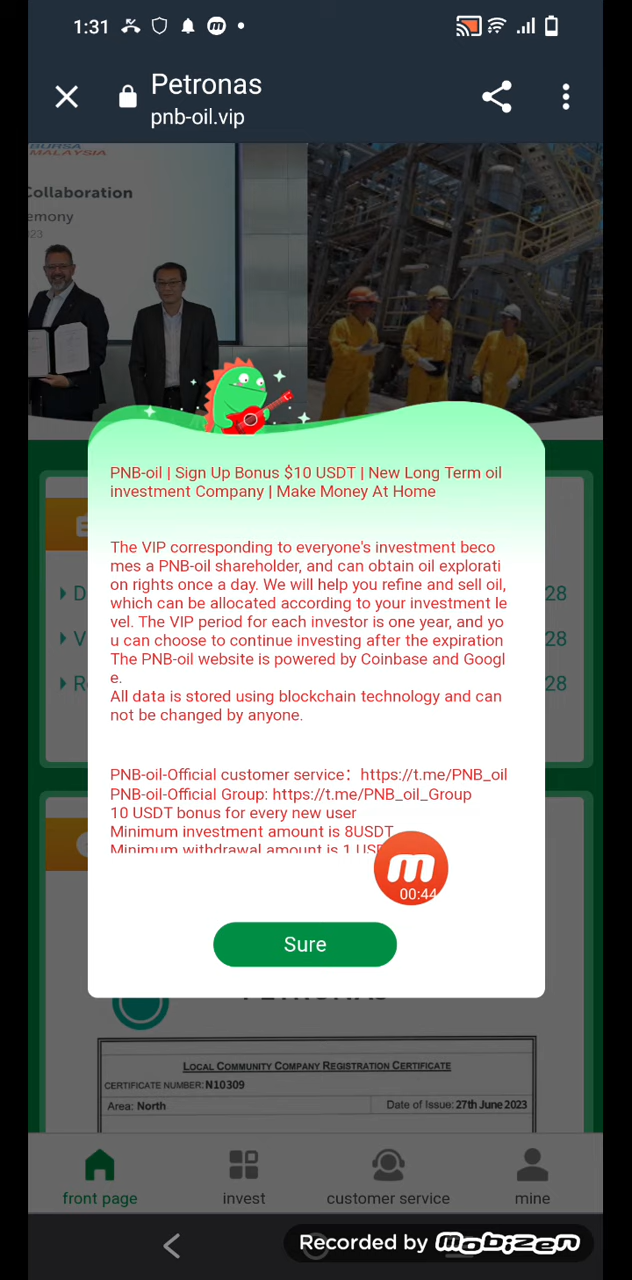 1:31
Petronas
pnb-oil.vip
BURSA
MALAYSIA
Collaboration
emony
23
PNB-oil | Sign Up Bonus $10 USDT | New Long Term oil
investment Company | Make Money At Home
The VIP corresponding to everyone's investment beco
mes a PNB-oil shareholder, and can obtain oil explorati
on rights once a day. We will help you refine and sell oil,
which can be allocated according to your investment le
vel. The VIP period for each investor is one year, and yo
u can choose to continue investing after the expiration
The PNB-oil website is powered by Coinbase and Googl
e.
All data is stored using blockchain technology and can
not be changed by anyone.
D 28
V 28
R 28
PNB-oil-Official customer service：https://t.me/PNB_oil
PNB-oil-Official Group: https://t.me/PNB_oil_Group
10 USDT bonus for every new user
Minimum investment amount is 8USDT
Minimum withdrawal amount is 1 USD
m
00:44
Sure
PETRONAS
LOCAL COMMUNITY COMPANY REGISTRATION CERTIFICATE
CERTIFICATE NUMBER: N10309
Area: North Date of Issue: 27th June 2023
front page invest customer service mine
Recorded by mobizen